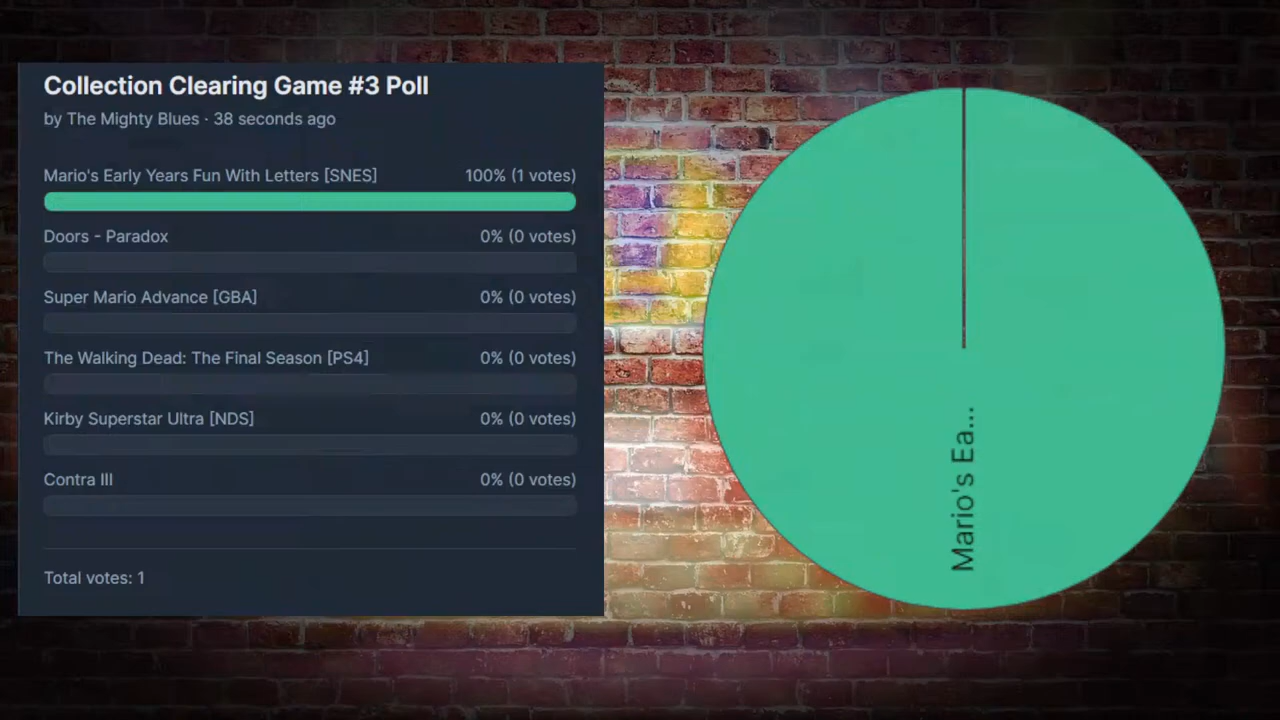 Collection Clearing Game #3 Poll
by The Mighty Blues · 38 seconds ago
Mario's Early Years Fun With Letters [SNES] 100% (1 votes)
Doors - Paradox 0% (0 votes)
Super Mario Advance [GBA] 0% (0 votes)
The Walking Dead: The Final Season [PS4] 0% (0 votes)
Kirby Superstar Ultra [NDS] 0% (0 votes)
Contra III 0% (0 votes)
Total votes: 1
Mario's Ea...